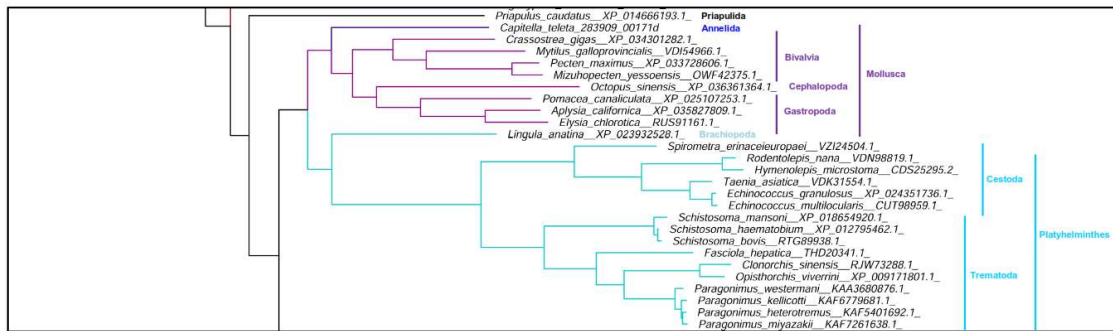 Priapulus_caudatus__XP_014666193.1_ Priapulida
Capitella_teleta_283909_00171d Annelida
Crassostrea_gigas__XP_034301282.1_
Mytilus_galloprovincialis__VDI54966.1_
Bivalvia
Pecten_maximus__XP_033728606.1_
Mizuhopecten_yessoensis__OWF42375.1_
Mollusca
Octopus_sinensis__XP_036361364.1_ Cephalopoda
Pomacea_canaliculata__XP_025107253.1_
Aplysia_californica__XP_035827809.1_ Gastropoda
Elysia_chlorotica__RUS91161.1_
Lingula_anatina__XP_023932528.1_ Brachiopoda
Spirometra_erinaceieuropaei__VZI24504.1_
Rodentolepis_nana__VDN98819.1_
Hymenolepis_microstoma__CDS25295.2_
Taenia_asiatica__VDK31554.1_ Cestoda
Echinococcus_granulosus__XP_024351736.1_
Echinococcus_multilocularis__CUT98959.1_
Schistosoma_mansoni__XP_018654920.1_
Schistosoma_haematobium__XP_012795462.1_
Platyhelminthes
Schistosoma_bovis__RTG89938.1_
Fasciola_hepatica__THD20341.1_
Clonorchis_sinensis__RJW73288.1_
Trematoda
Opisthorchis_viverrini__XP_009171801.1_
Paragonimus_westermani__KAA3680876.1_
Paragonimus_kellicotti__KAF6779681.1_
Paragonimus_heterotremus__KAF5401692.1_
Paragonimus_miyazakii__KAF7261638.1_